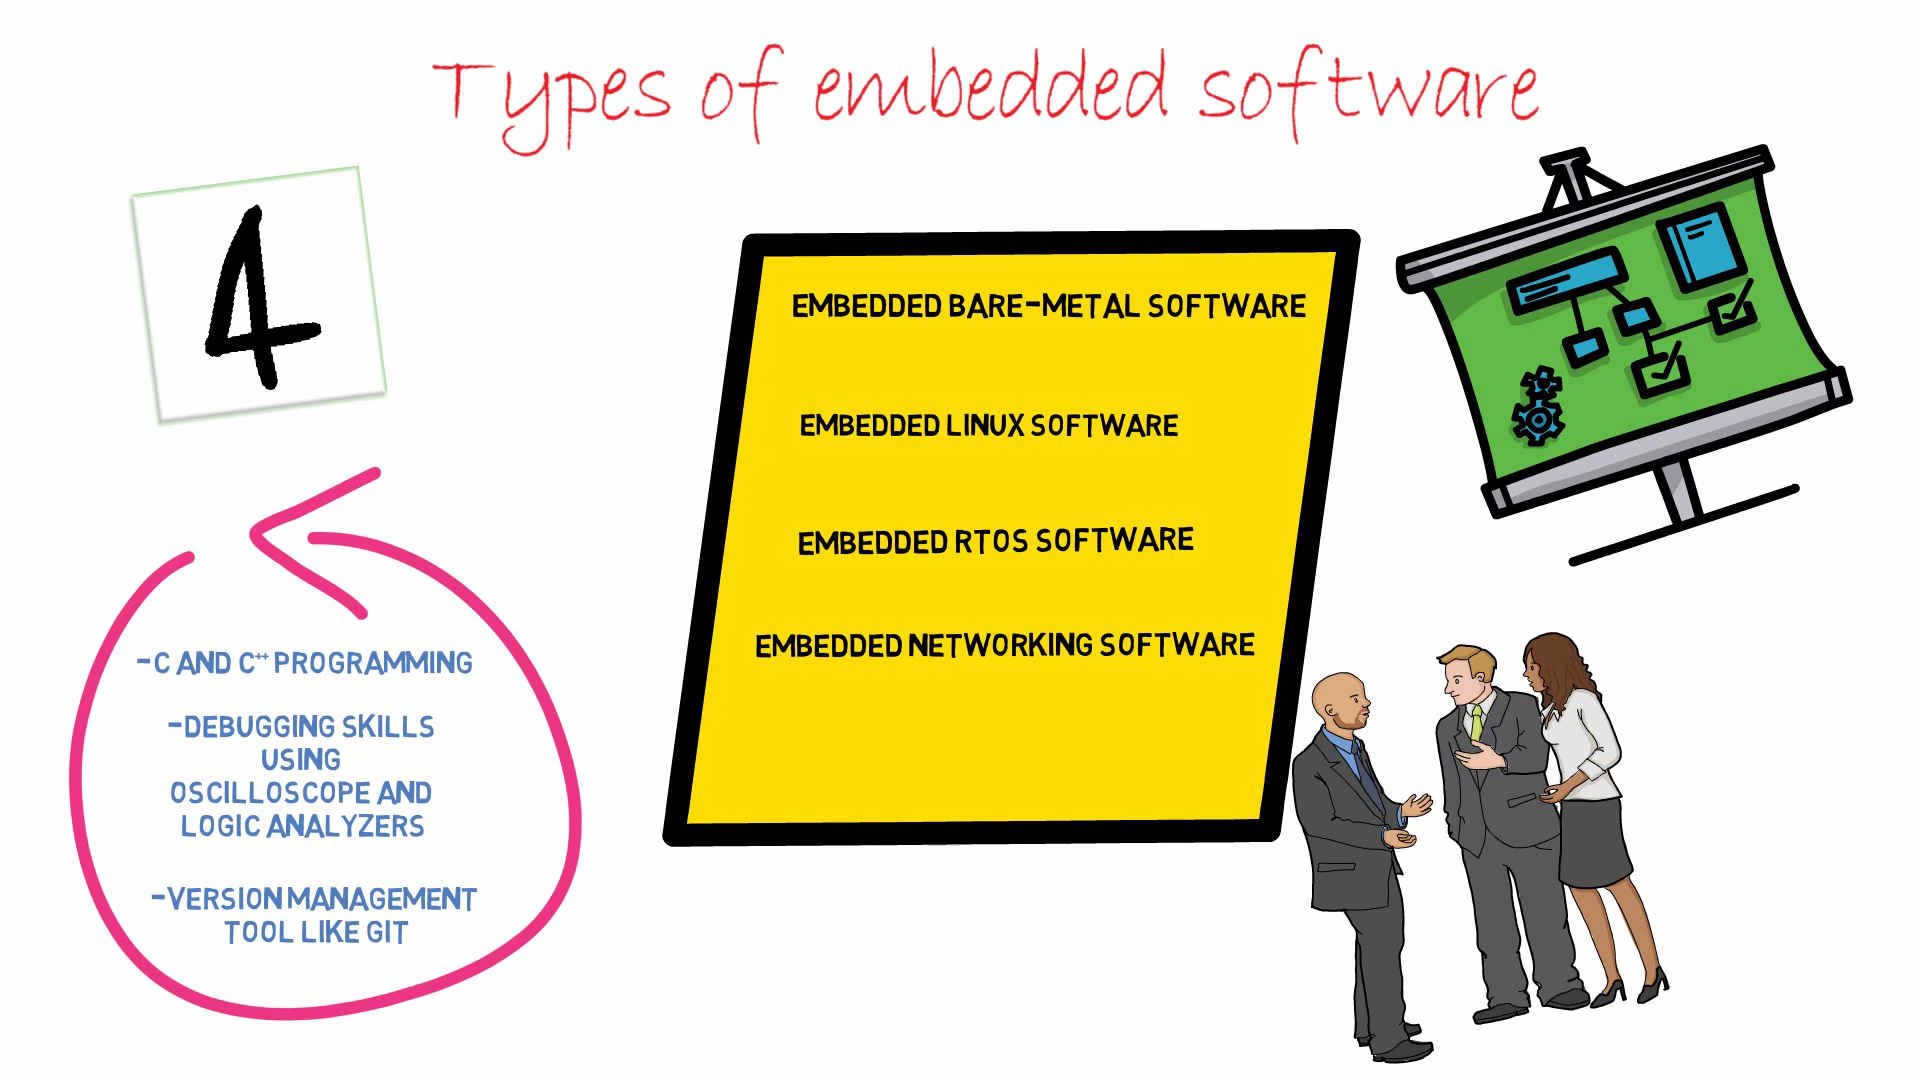 Types of embedded software
4
EMBEDDED BARE-METAL SOFTWARE
EMBEDDED LINUX SOFTWARE
EMBEDDED RTOS SOFTWARE
EMBEDDED NETWORKING SOFTWARE
-C AND C++ PROGRAMMING
-DEBUGGING SKILLS
USING
OSCILLOSCOPE AND
LOGIC ANALYZERS
-VERSION MANAGEMENT
TOOL LIKE GIT